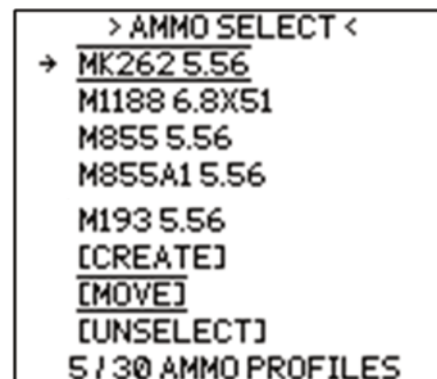 > AMMO SELECT <
→ MK262 5.56
M1188 6.8X51
M855 5.56
M855A1 5.56
M193 5.56
[CREATE]
[MOVE]
[UNSELECT]
5 / 30 AMMO PROFILES